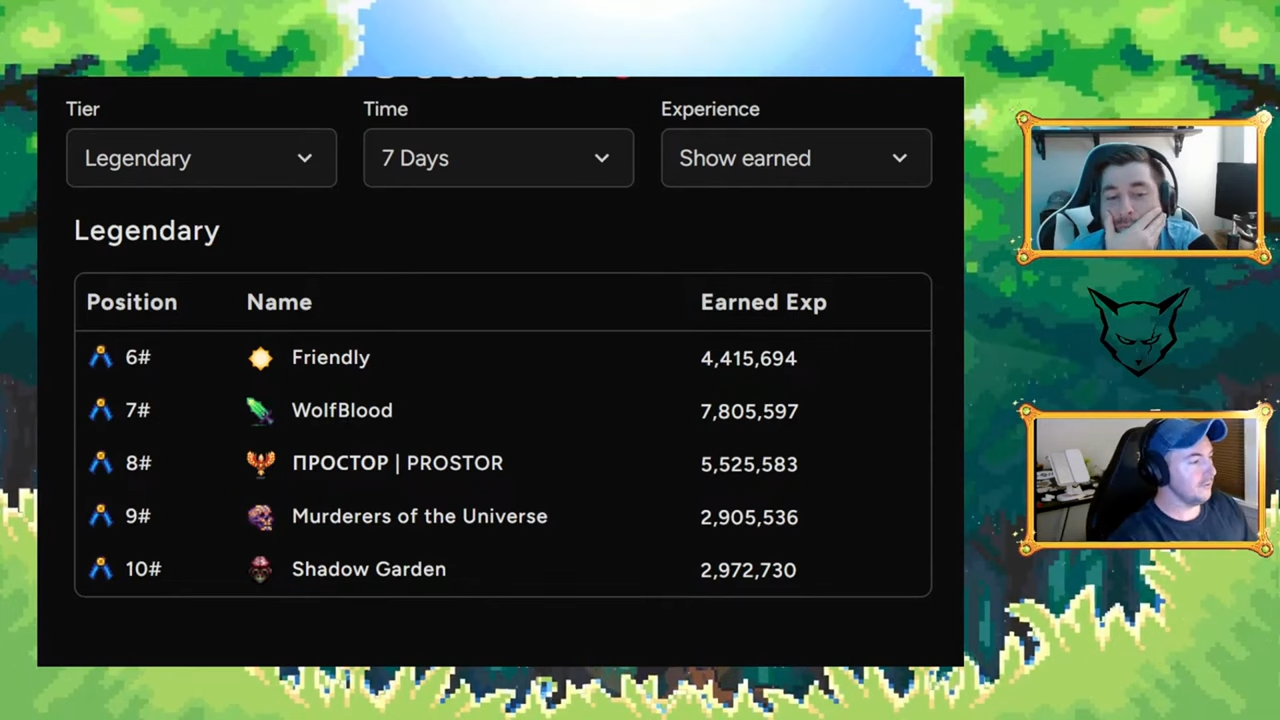 Tier Time Experience
Legendary 7 Days Show earned
Legendary
Position Name Earned Exp
6# Friendly 4,415,694
7# WolfBlood 7,805,597
8# ПРОСТОР | PROSTOR 5,525,583
9# Murderers of the Universe 2,905,536
10# Shadow Garden 2,972,730